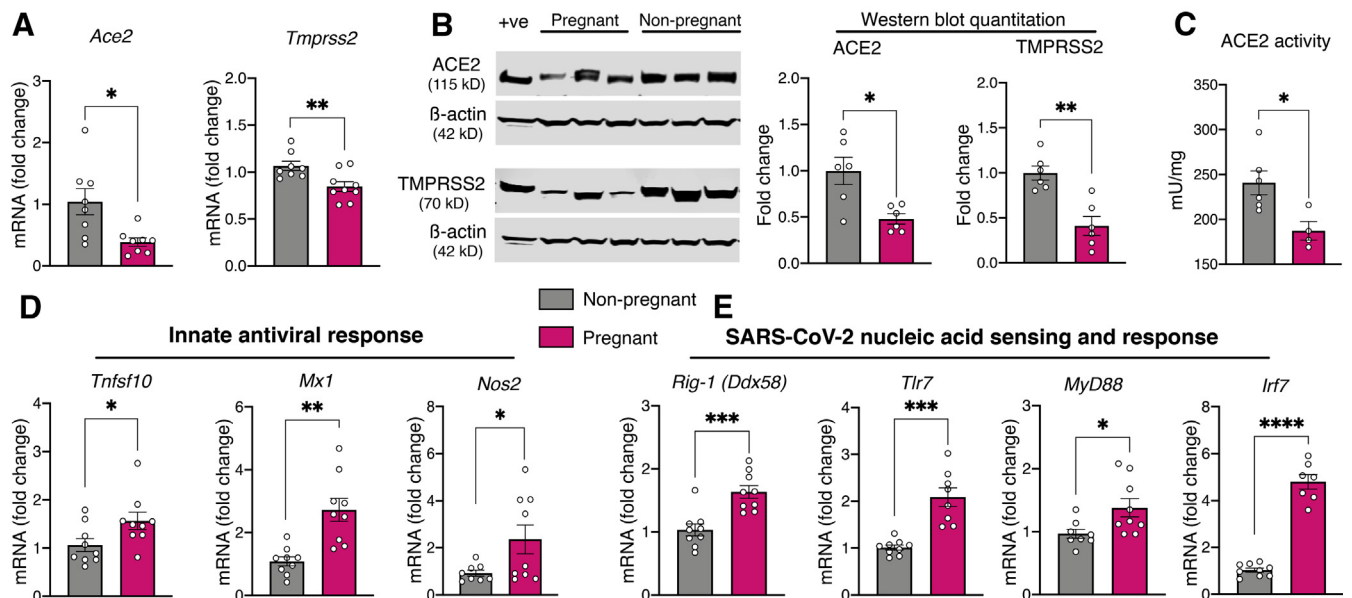 A
Ace2
Tmprss2
mRNA (fold change)
3
2
1
0
*
mRNA (fold change)
2.0
1.5
1.0
0.5
0.0
**
B
+ve
Pregnant
Non-pregnant
ACE2
(115 kD)
ß-actin
(42 kD)
TMPRSS2
(70 kD)
ß-actin
(42 kD)
Western blot quantitation
ACE2
TMPRSS2
Fold change
2.0
1.5
1.0
0.5
0.0
*
Fold change
2.0
1.5
1.0
0.5
0.0
**
C
ACE2 activity
mU/mg
350
300
250
200
150
*
Non-pregnant
Pregnant
D
Innate antiviral response
Tnfsf10
mRNA (fold change)
4
3
2
1
0
*
Mx1
mRNA (fold change)
6
4
2
0
**
Nos2
mRNA (fold change)
8
6
4
2
0
*
E
SARS-CoV-2 nucleic acid sensing and response
Rig-1 (Ddx58)
mRNA (fold change)
3
2
1
0
***
Tlr7
mRNA (fold change)
4
3
2
1
0
***
MyD88
mRNA (fold change)
3
2
1
0
*
Irf7
mRNA (fold change)
8
6
4
2
0
****